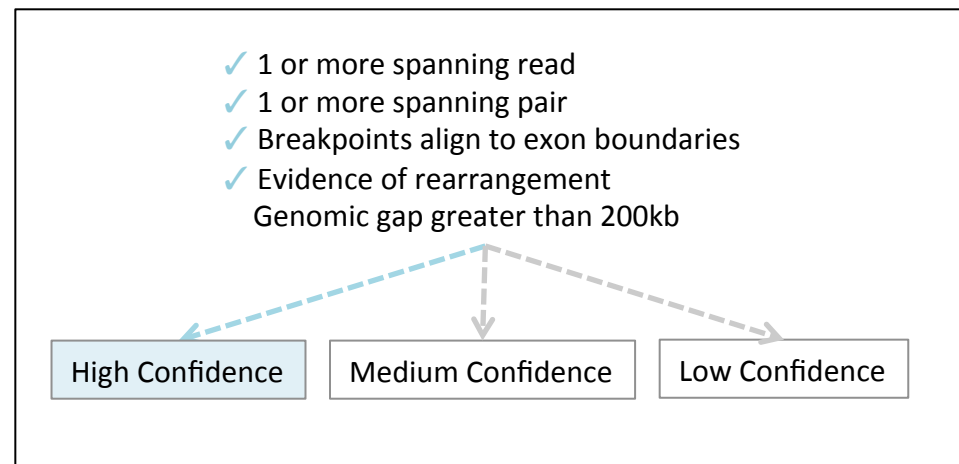 ✓ 1 or more spanning read
✓ 1 or more spanning pair
✓ Breakpoints align to exon boundaries
✓ Evidence of rearrangement
Genomic gap greater than 200kb
High Confidence
Medium Confidence
Low Confidence